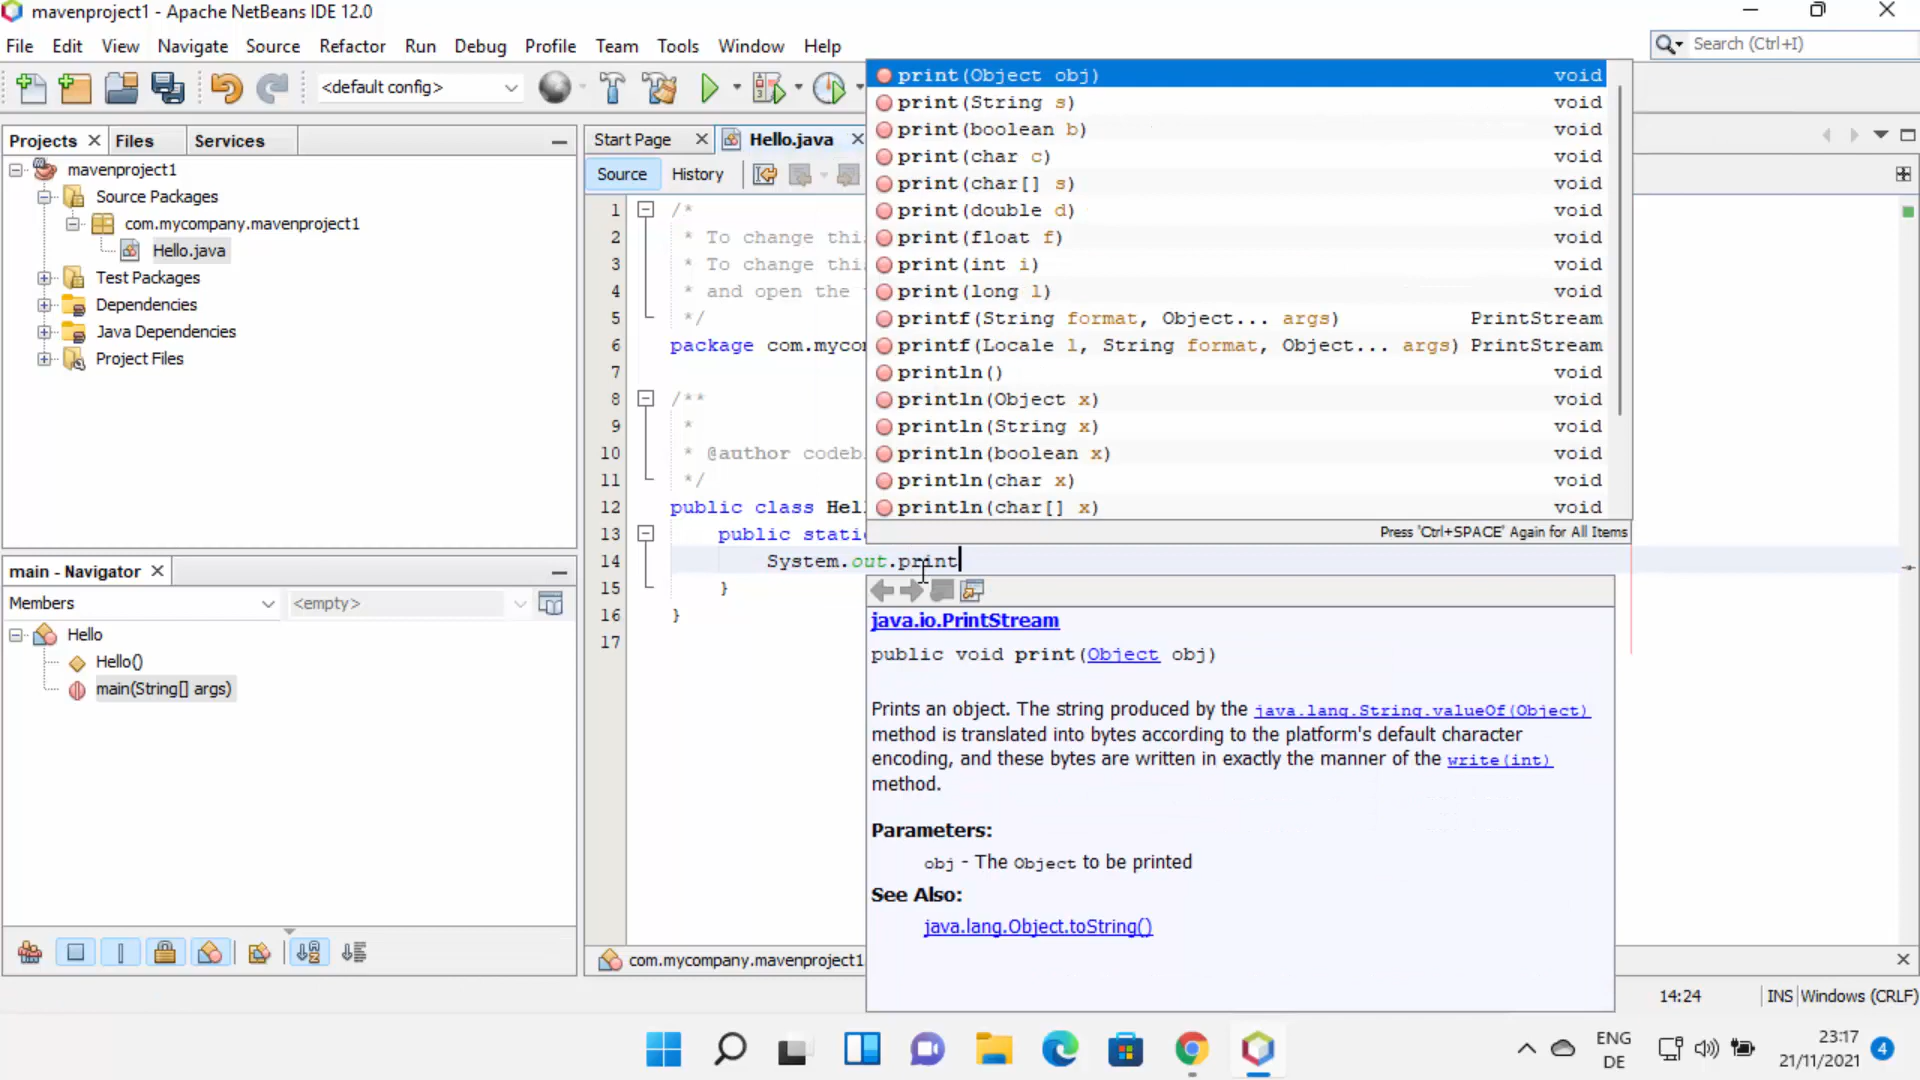 mavenproject1 - Apache NetBeans IDE 12.0
File Edit View Navigate Source Refactor Run Debug Profile Team Tools Window Help
Search (Ctrl+I)
<default config>
Projects Files Services
mavenproject1
Source Packages
com.mycompany.mavenproject1
Hello.java
Test Packages
Dependencies
Java Dependencies
Project Files
main - Navigator
Members
<empty>
Hello
Hello()
main(String[] args)
Start Page Hello.java
Source History
1 /*
2 * To change this
3 * To change this
4 * and open the
5 */
6 package com.mycom
7
8 /**
9 *
10 * @author codeb
11 */
12 public class Hel
13 public stati
14 System.out.print
15 }
16 }
17
print(Object obj) void
print(String s) void
print(boolean b) void
print(char c) void
print(char[] s) void
print(double d) void
print(float f) void
print(int i) void
print(long l) void
printf(String format, Object... args) PrintStream
printf(Locale l, String format, Object... args) PrintStream
println() void
println(Object x) void
println(String x) void
println(boolean x) void
println(char x) void
println(char[] x) void
Press 'Ctrl+SPACE' Again for All Items
java.io.PrintStream
public void print(Object obj)
Prints an object. The string produced by the java.lang.String.valueOf(Object)
method is translated into bytes according to the platform's default character
encoding, and these bytes are written in exactly the manner of the write(int)
method.
Parameters:
obj - The Object to be printed
See Also:
java.lang.Object.toString()
com.mycompany.mavenproject1
14:24 INS Windows (CRLF)
ENG
DE
23:17
21/11/2021
4